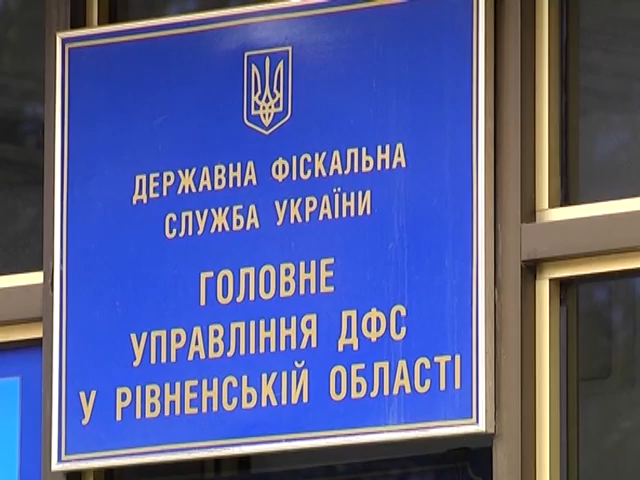 ДЕРЖАВНА ФІСКАЛЬНА
СЛУЖБА УКРАЇНИ
ГОЛОВНЕ
УПРАВЛІННЯ ДФС
У РІВНЕНСЬКІЙ ОБЛАСТІ